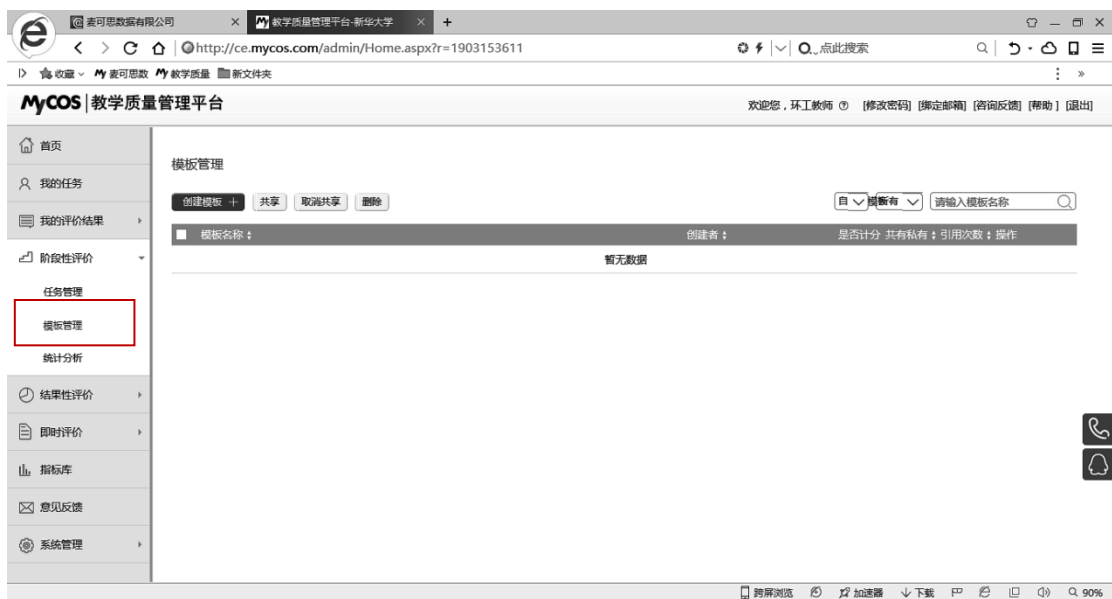 麦可思数据有限公司 × 教学质量管理平台-新华大学 × +
http://ce.mycos.com/admin/Home.aspx?r=1903153611 点此搜索
收藏 麦可思数 教学质量 新文件夹 »
MyCOS 教学质量管理平台 欢迎您，环工教师 [修改密码] [绑定邮箱] [咨询反馈] [帮助 ] [退出]
首页
我的任务
我的评价结果
阶段性评价
任务管理
模板管理
统计分析
结果性评价
即时评价
指标库
意见反馈
系统管理
模板管理
创建模板 + 共享 取消共享 删除 自 有 请输入模板名称
模板名称 创建者 是否计分 共有私有 引用次数 操作
暂无数据
跨屏浏览 加速器 下载 90%